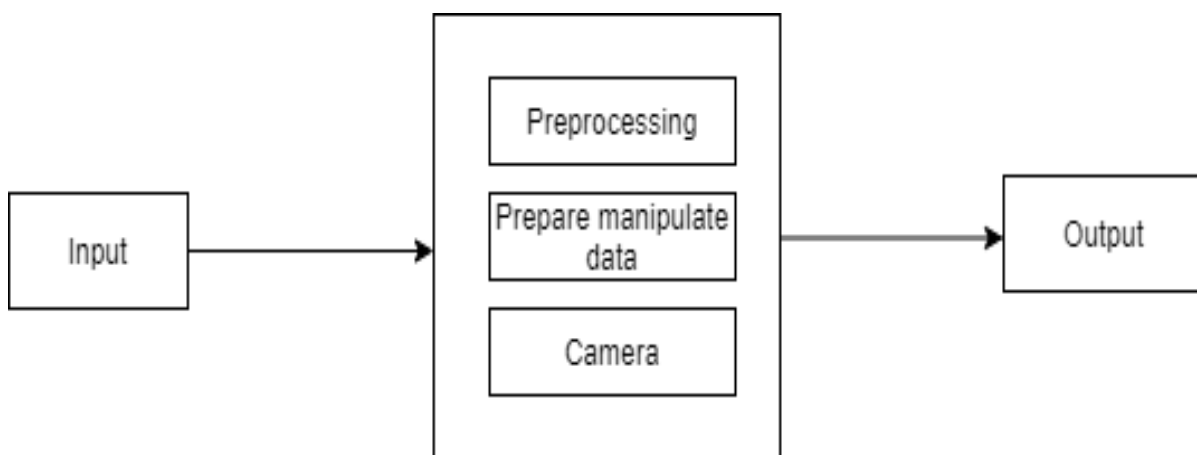 Preprocessing
Input
Prepare manipulate
data
Output
Camera